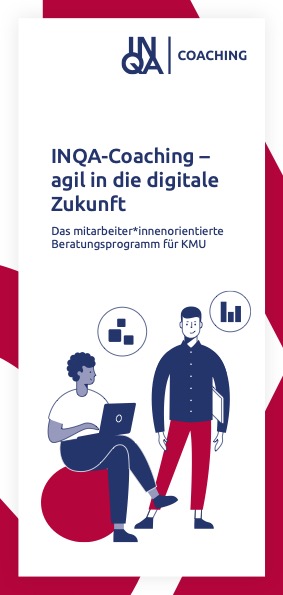 INQA
COACHING
INQA-Coaching –
agil in die digitale
Zukunft
Das mitarbeiter*innenorientierte
Beratungsprogramm für KMU